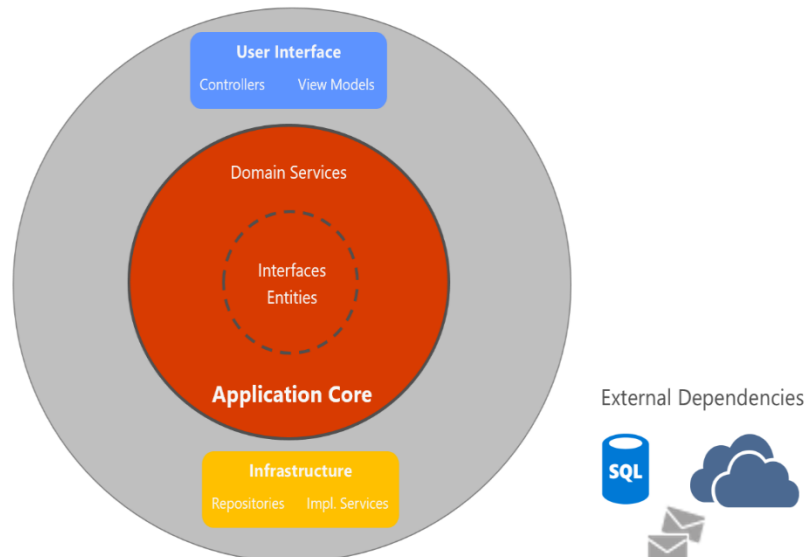 User Interface
Controllers View Models
Domain Services
Interfaces
Entities
Application Core
Infrastructure
Repositories Impl. Services
External Dependencies
SQL